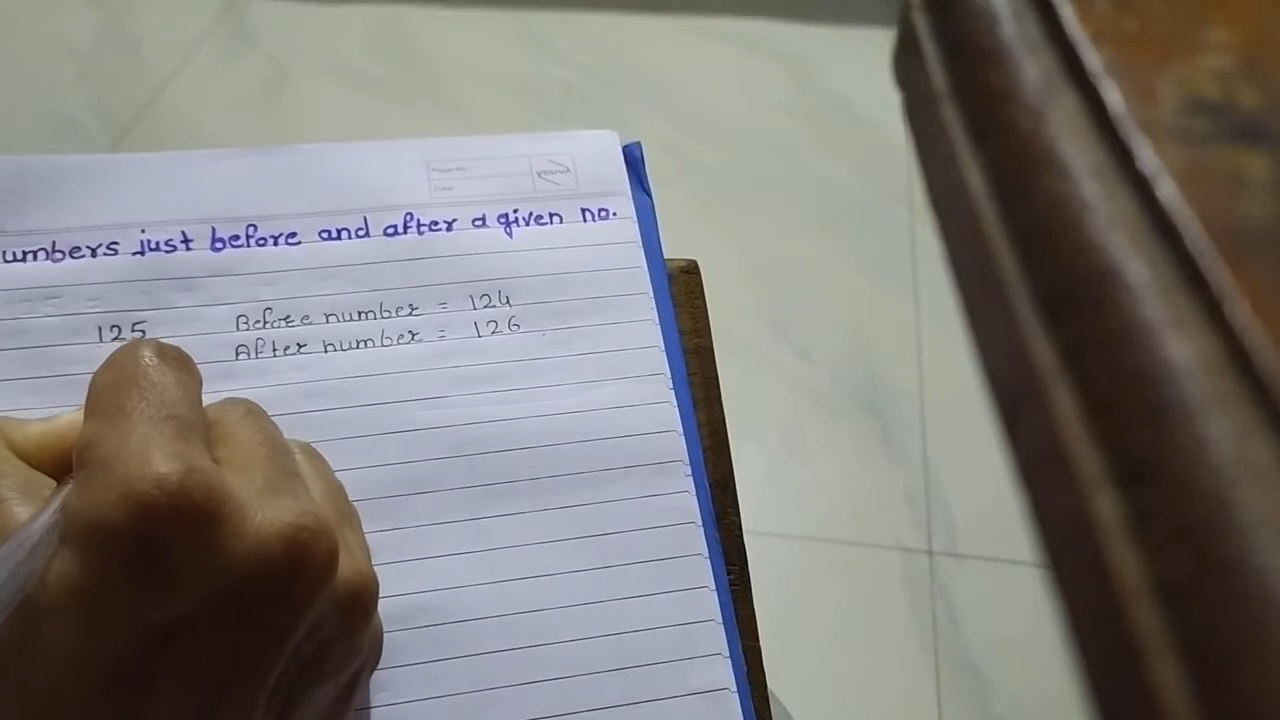 umbers just before and after a given no.
125 Before number = 124
After number = 126